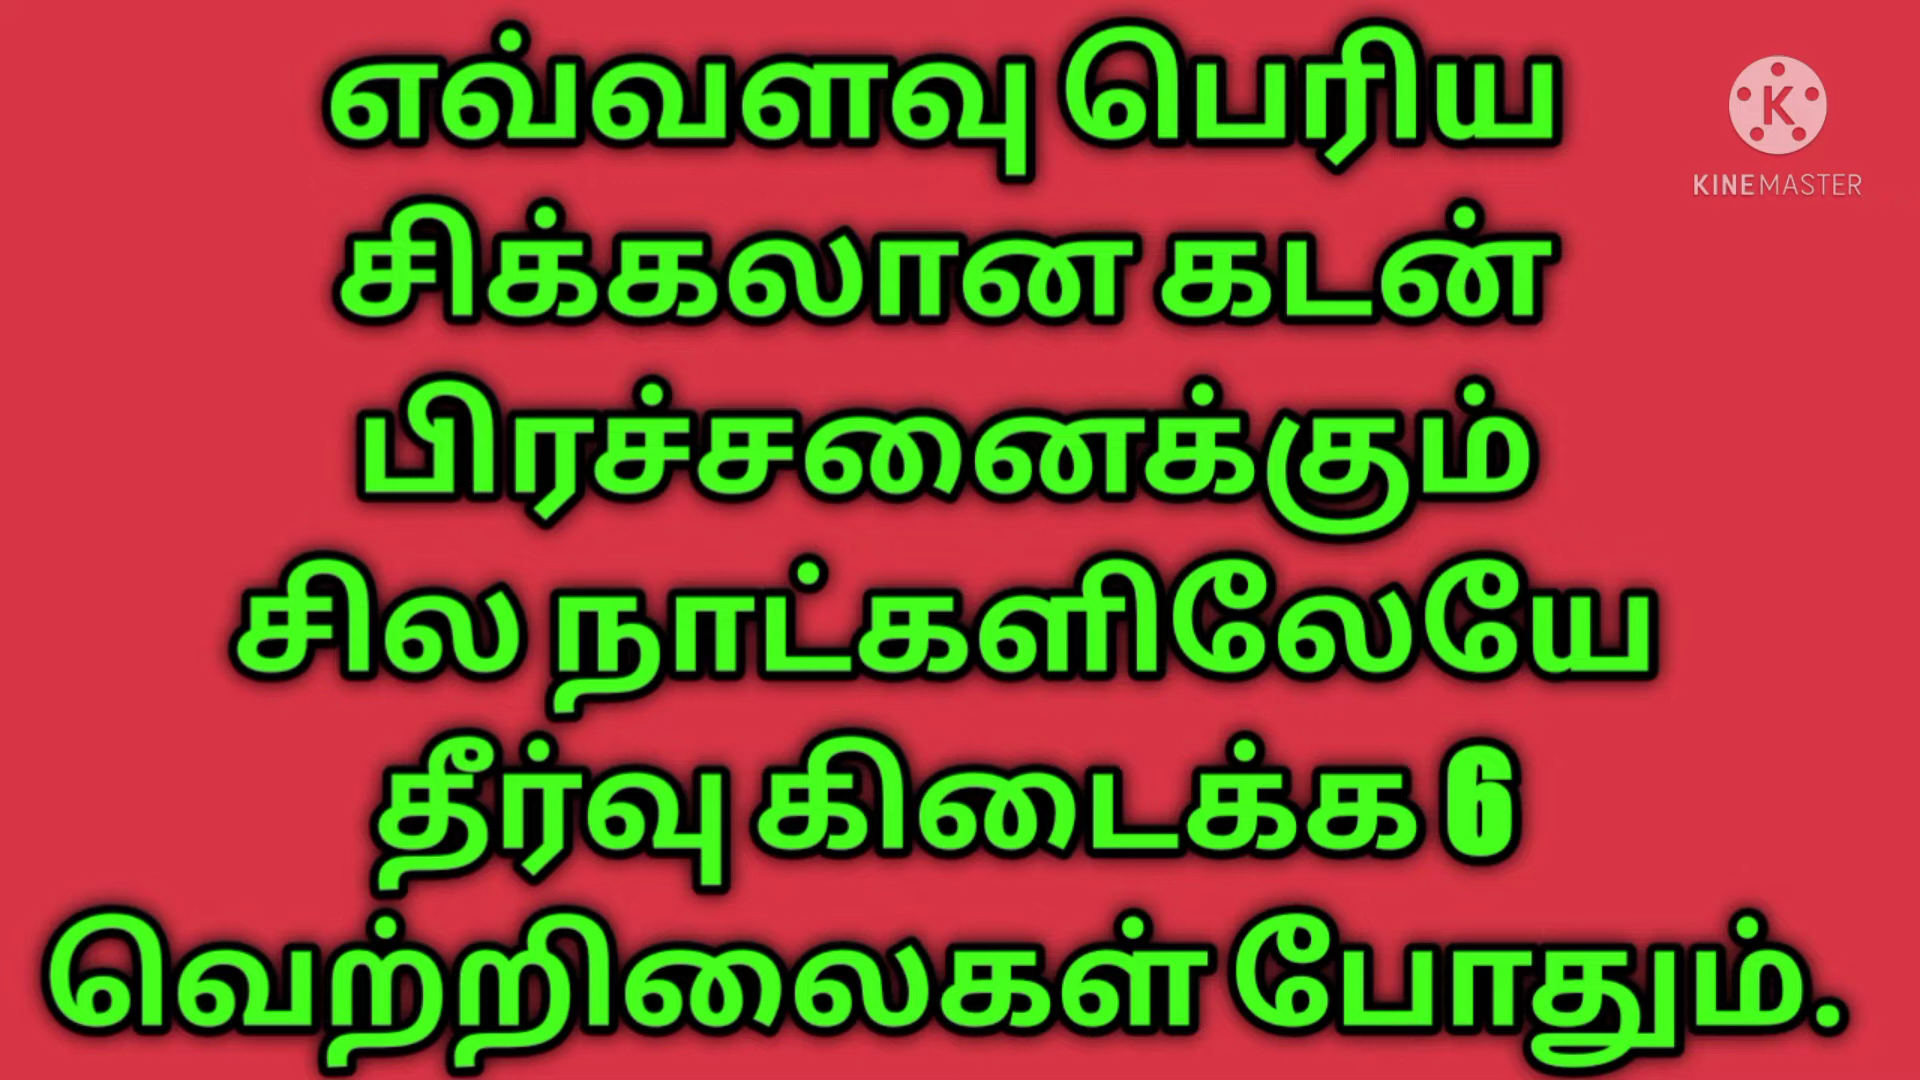 எவ்வளவு பெரிய
சிக்கலான கடன்
பிரச்சனைக்கும்
சில நாட்களிலேயே
தீர்வு கிடைக்க 6
வெற்றிலைகள் போதும்.
K
KINEMASTER